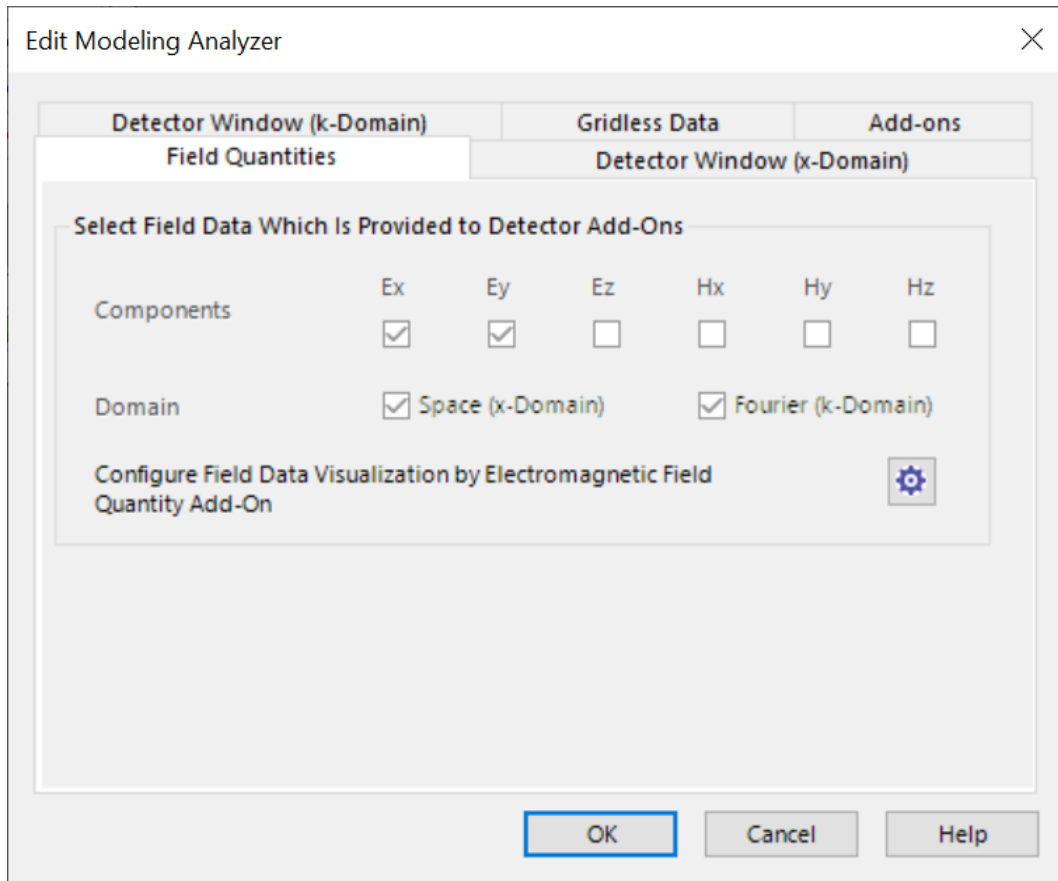 Edit Modeling Analyzer
Detector Window (k-Domain) Gridless Data Add-ons
Field Quantities Detector Window (x-Domain)
Select Field Data Which Is Provided to Detector Add-Ons
Ex Ey Ez Hx Hy Hz
Components
Domain Space (x-Domain) Fourier (k-Domain)
Configure Field Data Visualization by Electromagnetic Field
Quantity Add-On
OK Cancel Help